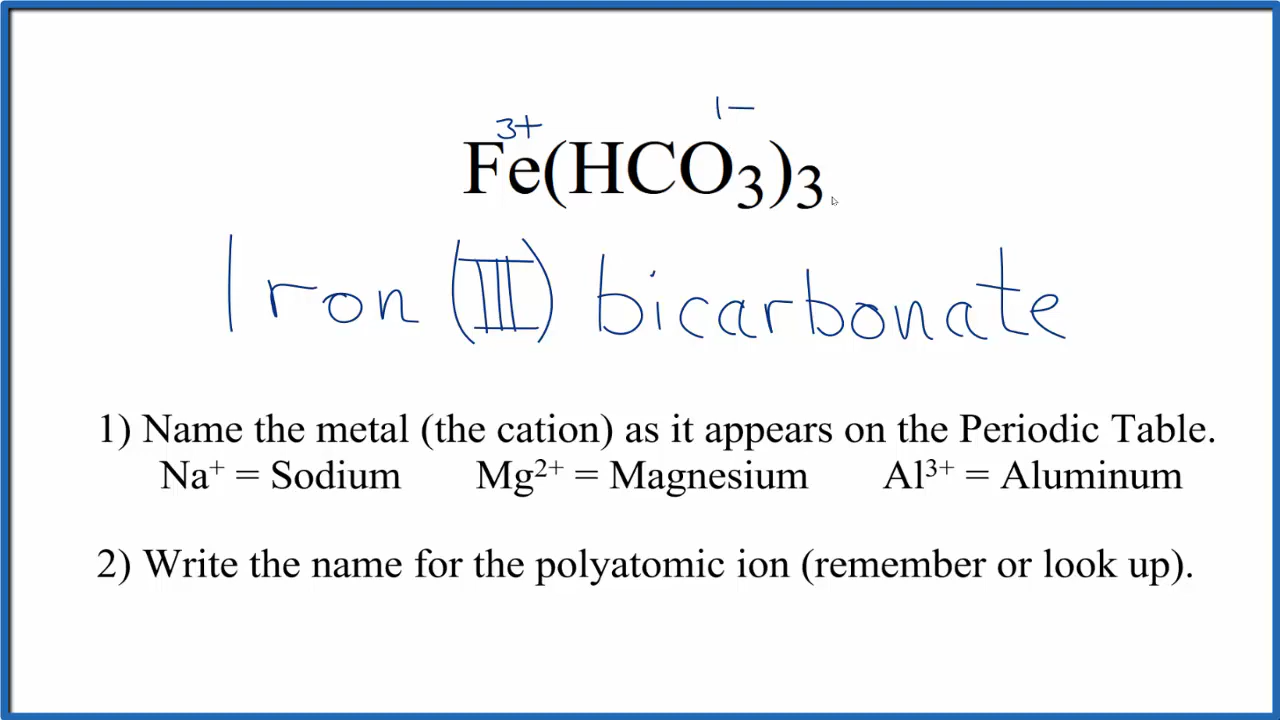 3+ 1-
Fe(HCO₃)₃
Iron (III) bicarbonate
1) Name the metal (the cation) as it appears on the Periodic Table.
Na⁺ = Sodium Mg²⁺ = Magnesium Al³⁺ = Aluminum
2) Write the name for the polyatomic ion (remember or look up).